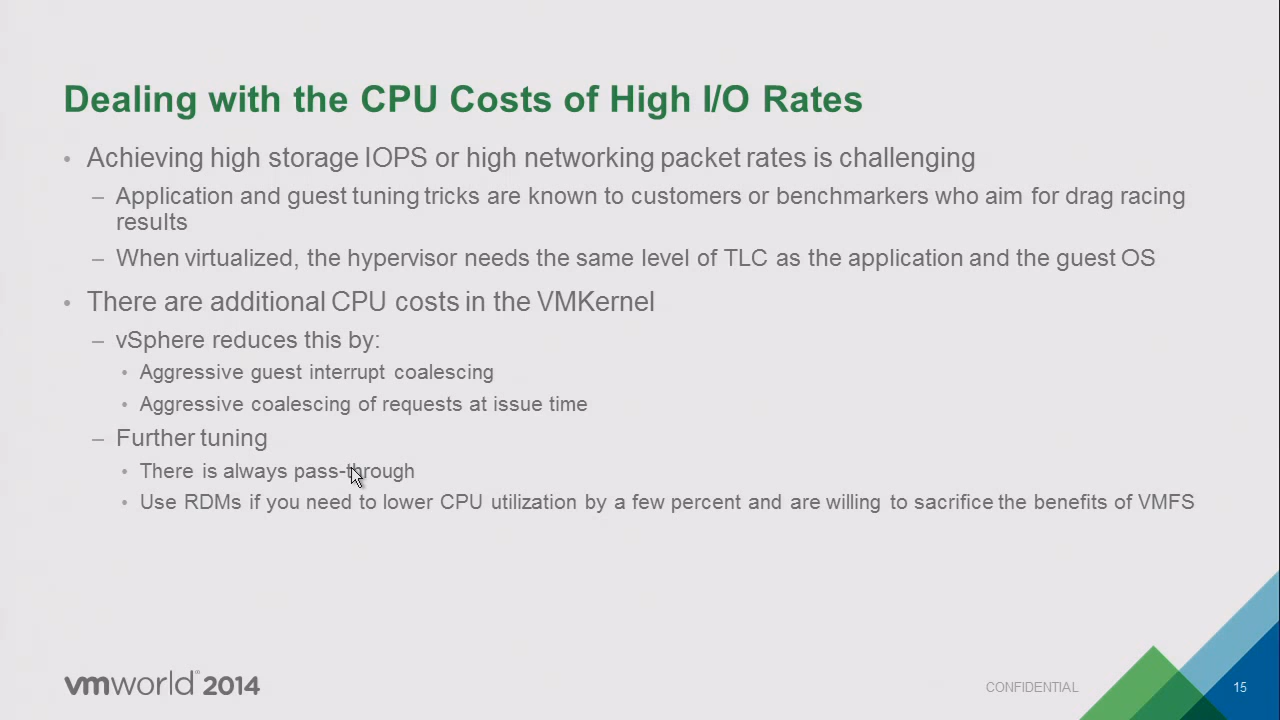 Dealing with the CPU Costs of High I/O Rates
• Achieving high storage IOPS or high networking packet rates is challenging
– Application and guest tuning tricks are known to customers or benchmarkers who aim for drag racing
results
– When virtualized, the hypervisor needs the same level of TLC as the application and the guest OS
• There are additional CPU costs in the VMKernel
– vSphere reduces this by:
• Aggressive guest interrupt coalescing
• Aggressive coalescing of requests at issue time
– Further tuning
• There is always pass-through
• Use RDMs if you need to lower CPU utilization by a few percent and are willing to sacrifice the benefits of VMFS
vmworld 2014
CONFIDENTIAL
15